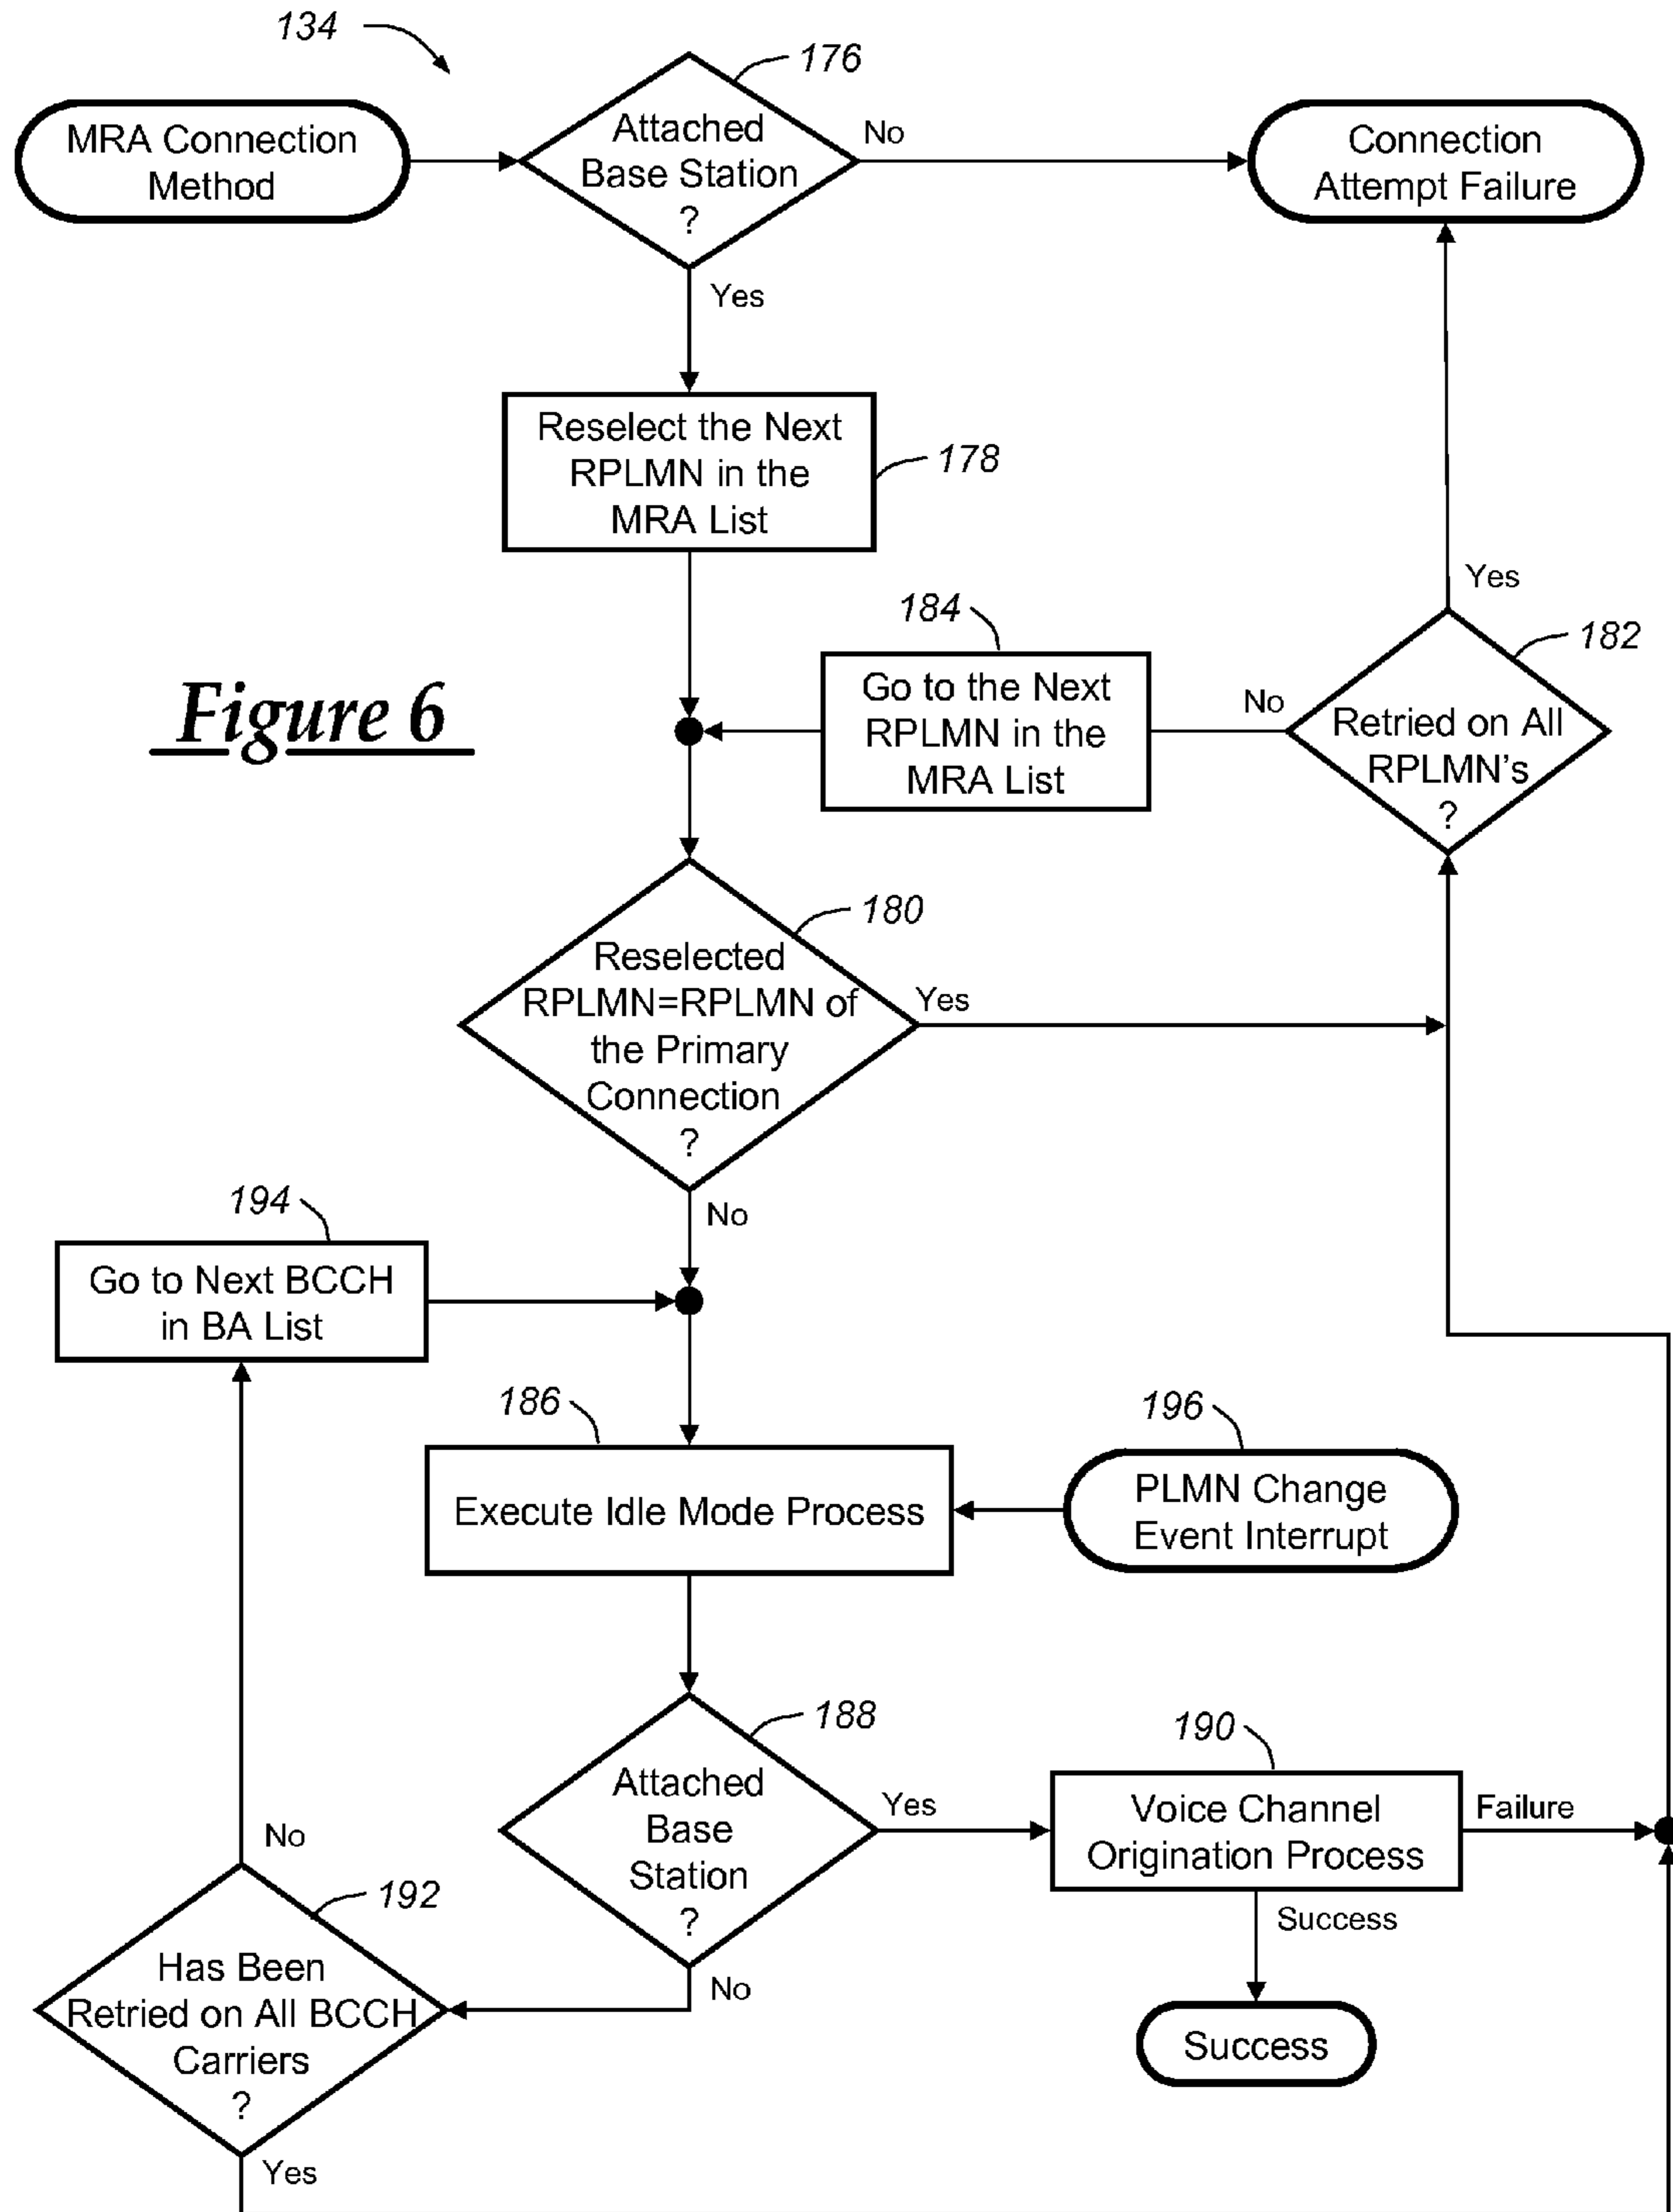 134
176
MRA Connection
Method
Attached
Base Station
?
No
Connection
Attempt Failure
Yes
Reselect the Next
RPLMN in the
MRA List
178
Yes
184
182
Figure 6
Go to the Next
RPLMN in the
MRA List
No
Retried on All
RPLMN's
?
180
Reselected
RPLMN=RPLMN of
the Primary
Connection
?
Yes
194
No
Go to Next BCCH
in BA List
186
196
Execute Idle Mode Process
PLMN Change
Event Interrupt
188
190
Attached
Base
Station
?
Yes
Voice Channel
Origination Process
Failure
No
192
Success
Has Been
Retried on All BCCH
Carriers
?
No
Success
Yes